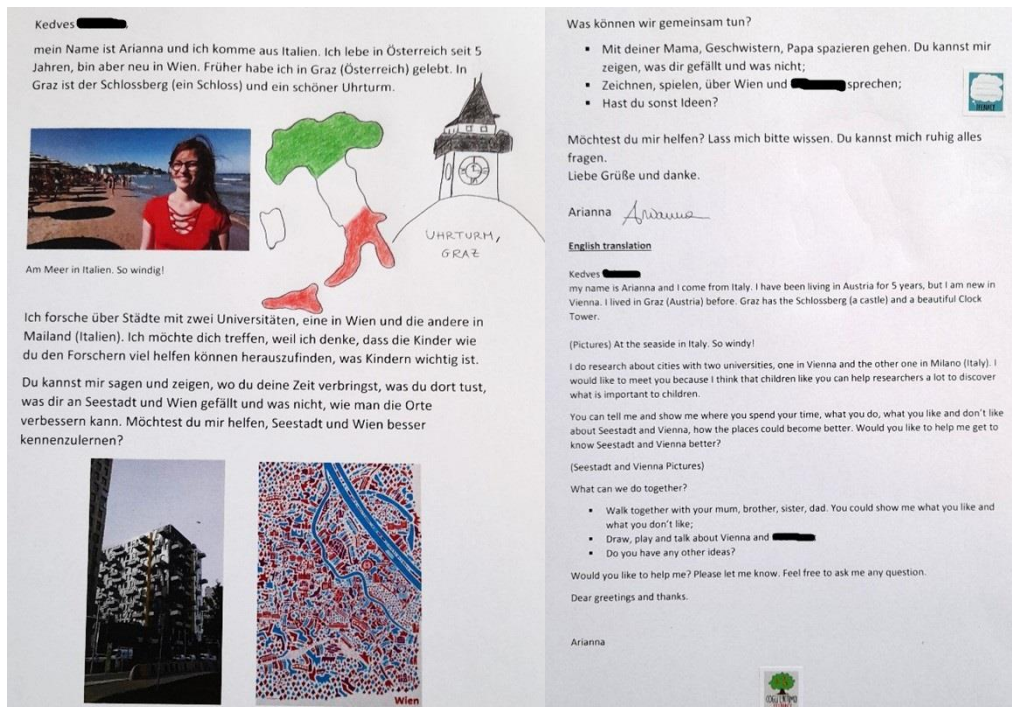 Kedves
mein Name ist Arianna und ich komme aus Italien. Ich lebe in Österreich seit 5
Jahren, bin aber neu in Wien. Früher habe ich in Graz (Österreich) gelebt. In
Graz ist der Schlossberg (ein Schloss) und ein schöner Uhrturm.
UHRTURM,
GRAZ
Am Meer in Italien. So windig!
Ich forsche über Städte mit zwei Universitäten, eine in Wien und die andere in
Mailand (Italien). Ich möchte dich treffen, weil ich denke, dass die Kinder wie
du den Forschern viel helfen können herauszufinden, was Kindern wichtig ist.
Du kannst mir sagen und zeigen, wo du deine Zeit verbringst, was du dort tust,
was dir an Seestadt und Wien gefällt und was nicht, wie man die Orte
verbessern kann. Möchtest du mir helfen, Seestadt und Wien besser
kennenzulernen?
Wien
Was können wir gemeinsam tun?
▪ Mit deiner Mama, Geschwistern, Papa spazieren gehen. Du kannst mir
zeigen, was dir gefällt und was nicht;
▪ Zeichnen, spielen, über Wien und sprechen;
▪ Hast du sonst Ideen?
Möchtest du mir helfen? Lass mich bitte wissen. Du kannst mich ruhig alles
fragen.
Liebe Grüße und danke.
Arianna Arianna
English translation
Kedves
my name is Arianna and I come from Italy. I have been living in Austria for 5 years, but I am new in
Vienna. I lived in Graz (Austria) before. Graz has the Schlossberg (a castle) and a beautiful Clock
Tower.
(Pictures) At the seaside in Italy. So windy!
I do research about cities with two universities, one in Vienna and the other one in Milano (Italy). I
would like to meet you because I think that children like you can help researchers a lot to discover
what is important to children.
You can tell me and show me where you spend your time, what you do, what you like and don't like
about Seestadt and Vienna, how the places could become better. Would you like to help me get to
know Seestadt and Vienna better?
(Seestadt and Vienna Pictures)
What can we do together?
▪ Walk together with your mum, brother, sister, dad. You could show me what you like and
what you don't like;
▪ Draw, play and talk about Vienna and
▪ Do you have any other ideas?
Would you like to help me? Please let me know. Feel free to ask me any question.
Dear greetings and thanks.
Arianna